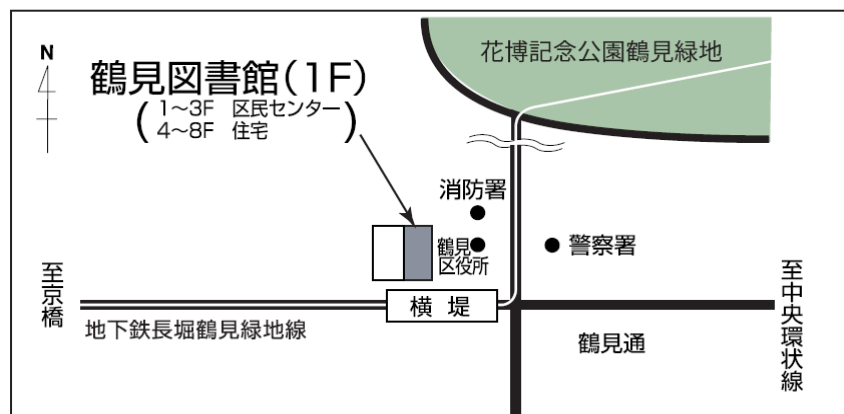 N
花博記念公園鶴見緑地
鶴見図書館(1F)
(1～3F 区民センター
4～8F 住宅)
消防署
鶴見
区役所
警察署
至京橋
横堤
至中央環状線
地下鉄長堀鶴見緑地線
鶴見通